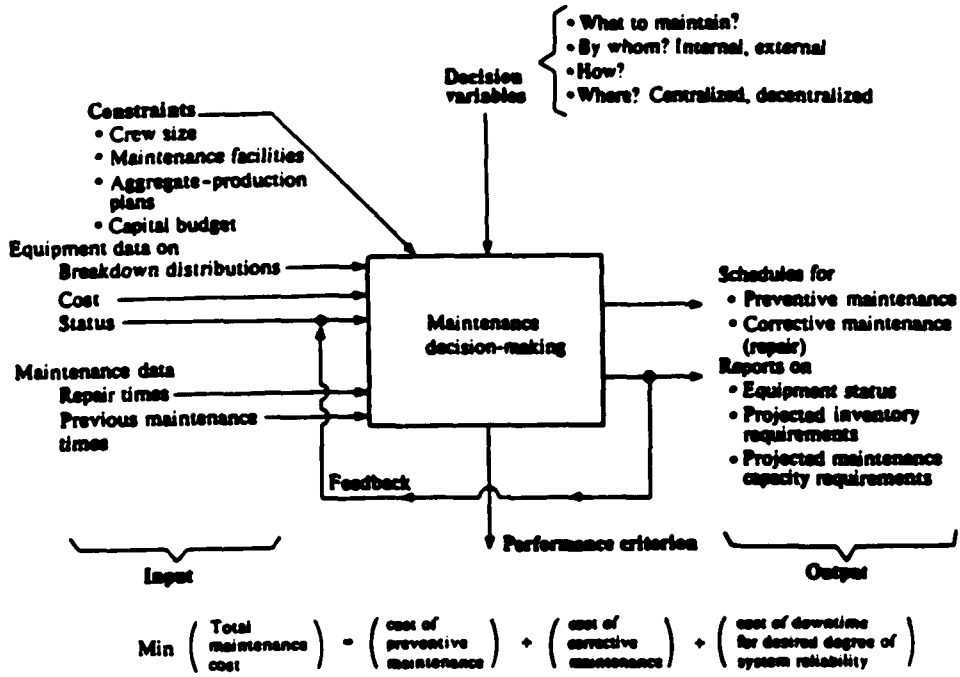 • What to maintain?
• By whom? Internal, external
• How?
• Where? Centralized, decentralized
Decision
variables
Constraints
• Crew size
• Maintenance facilities
• Aggregate-production
plans
• Capital budget
Equipment data on
Breakdown distributions
Cost
Status
Maintenance data
Repair times
Previous maintenance
times
Maintenance
decision-making
Schedules for
• Preventive maintenance
• Corrective maintenance
(repair)
Reports on
• Equipment status
• Projected inventory
requirements
• Projected maintenance
capacity requirements
Feedback
Performance criterion
Input
Output
Min ( Total maintenance cost ) = ( cost of preventive maintenance ) + ( cost of corrective maintenance ) + ( cost of downtime for desired degree of system reliability )